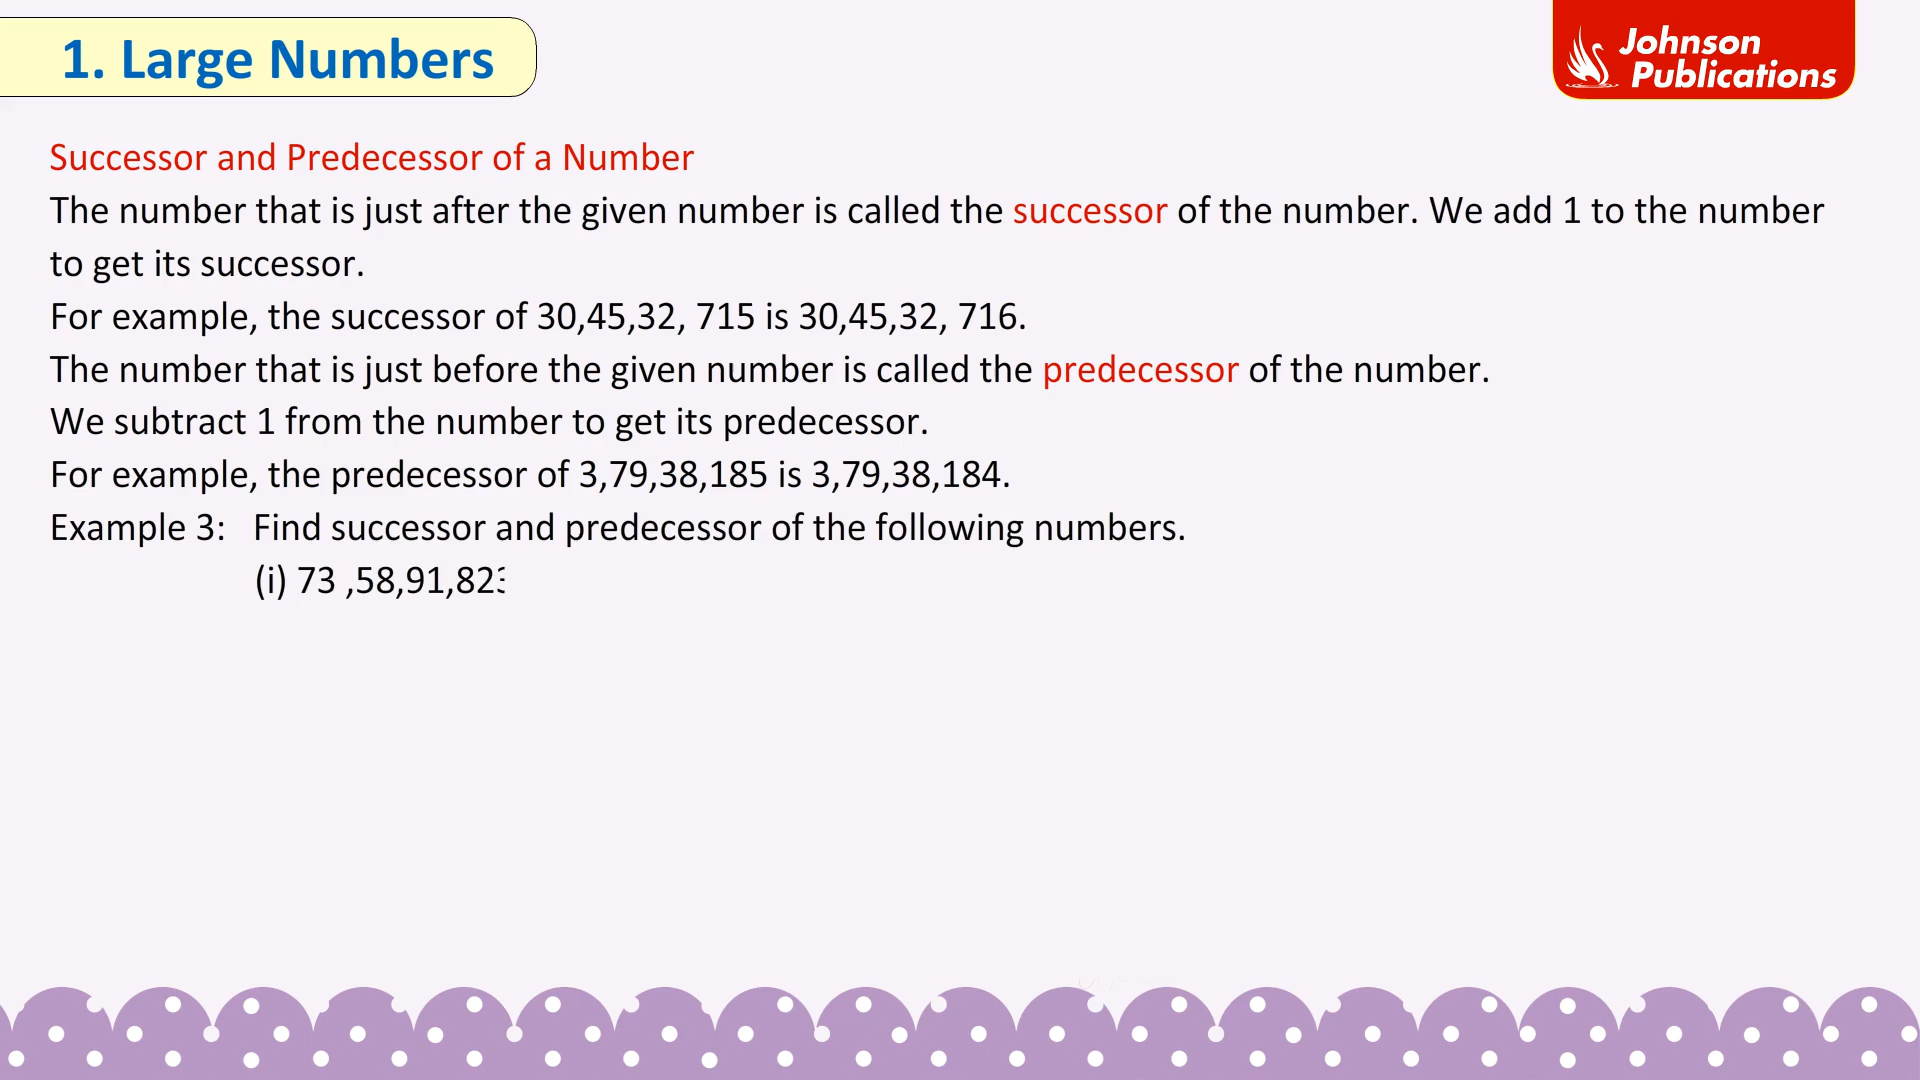 1. Large Numbers
Johnson
Publications
Successor and Predecessor of a Number
The number that is just after the given number is called the successor of the number. We add 1 to the number
to get its successor.
For example, the successor of 30,45,32, 715 is 30,45,32, 716.
The number that is just before the given number is called the predecessor of the number.
We subtract 1 from the number to get its predecessor.
For example, the predecessor of 3,79,38,185 is 3,79,38,184.
Example 3: Find successor and predecessor of the following numbers.
(i) 73 ,58,91,823